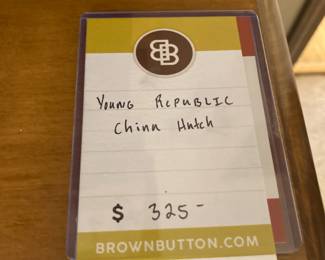 BB
Young Republic
China Hutch
$ 325-
BROWNBUTTON.COM